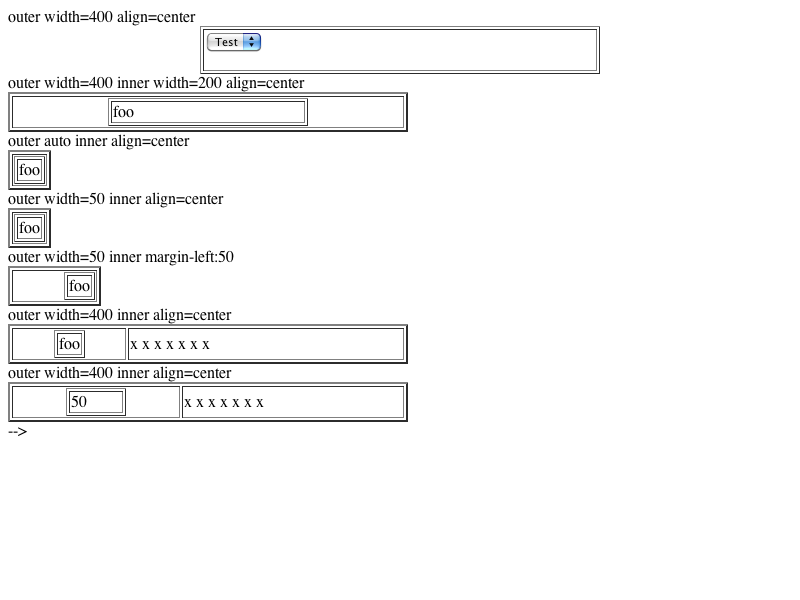 outer width=400 align=center
Test
outer width=400 inner width=200 align=center
foo
outer auto inner align=center
foo
outer width=50 inner align=center
foo
outer width=50 inner margin-left:50
foo
outer width=400 inner align=center
foo x x x x x x x
outer width=400 inner align=center
50 x x x x x x x
-->